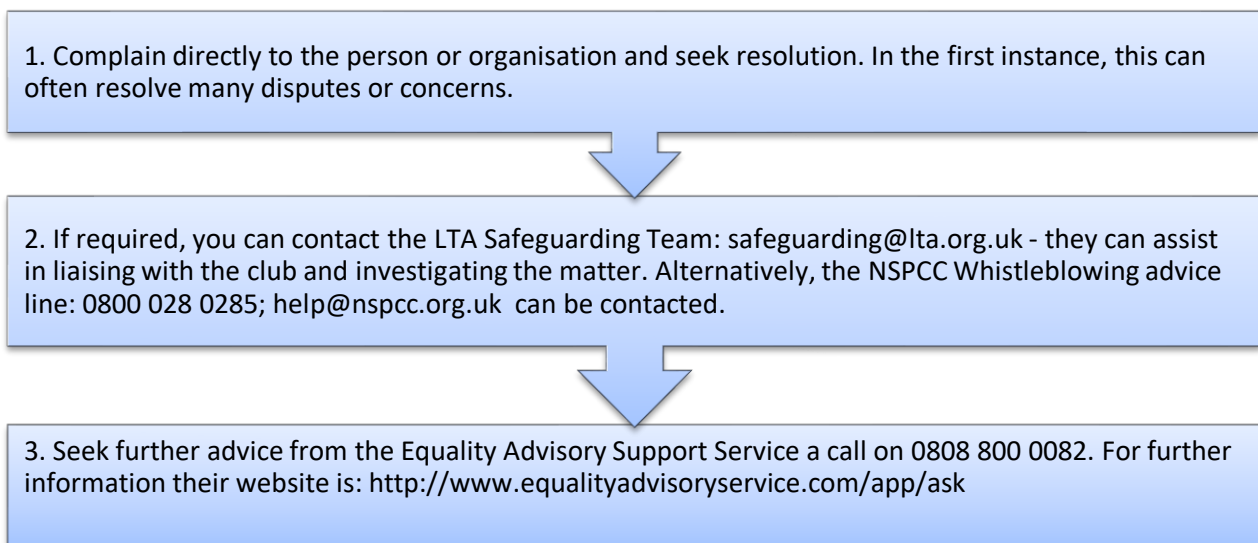 1. Complain directly to the person or organisation and seek resolution. In the first instance, this can
often resolve many disputes or concerns.
2. If required, you can contact the LTA Safeguarding Team: safeguarding@lta.org.uk - they can assist
in liaising with the club and investigating the matter. Alternatively, the NSPCC Whistleblowing advice
line: 0800 028 0285; help@nspcc.org.uk  can be contacted.
3. Seek further advice from the Equality Advisory Support Service a call on 0808 800 0082. For further
information their website is: http://www.equalityadvisoryservice.com/app/ask